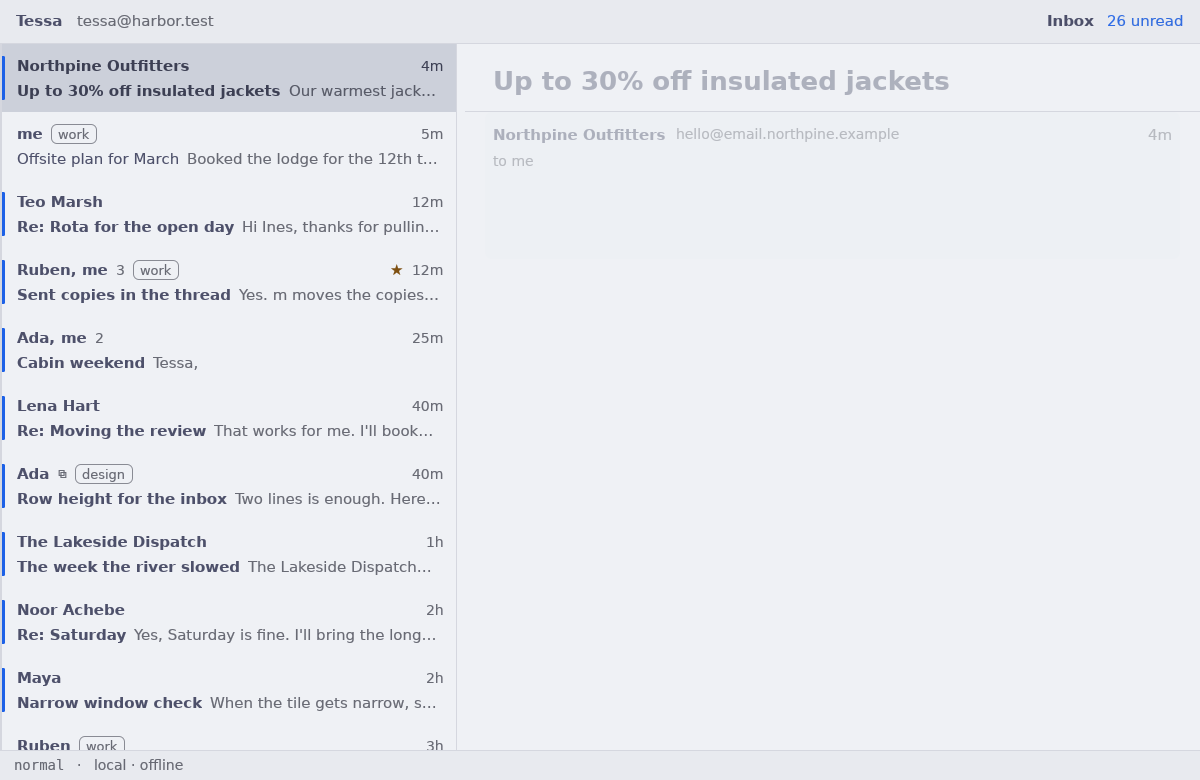 Tessa tessa@harbor.test Inbox 26 unread
Northpine Outfitters 4m
Up to 30% off insulated jackets Our warmest jack…
me work 5m
Offsite plan for March Booked the lodge for the 12th t…
Teo Marsh 12m
Re: Rota for the open day Hi Ines, thanks for pullin…
Ruben, me 3 work ★ 12m
Sent copies in the thread Yes. m moves the copies…
Ada, me 2 25m
Cabin weekend Tessa,
Lena Hart 40m
Re: Moving the review That works for me. I'll book…
Ada design 40m
Row height for the inbox Two lines is enough. Here…
The Lakeside Dispatch 1h
The week the river slowed The Lakeside Dispatch…
Noor Achebe 2h
Re: Saturday Yes, Saturday is fine. I'll bring the long…
Maya 2h
Narrow window check When the tile gets narrow, s…
Ruben work 3h
Up to 30% off insulated jackets
Northpine Outfitters hello@email.northpine.example 4m
to me
normal · local · offline